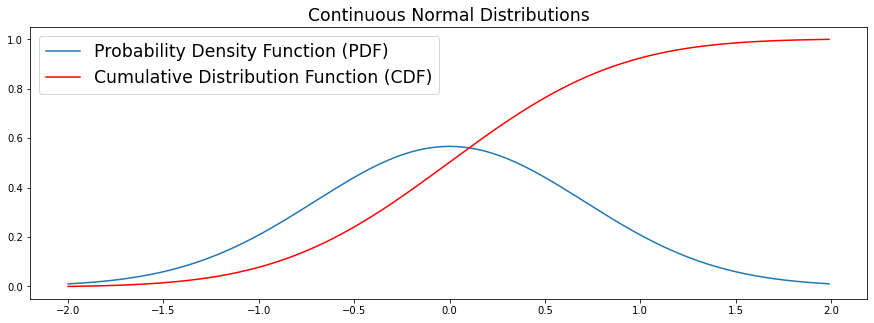 Continuous Normal Distributions
Probability Density Function (PDF)
Cumulative Distribution Function (CDF)
1.0
0.8
0.6
0.4
0.2
0.0
−2.0 −1.5 −1.0 −0.5 0.0 0.5 1.0 1.5 2.0